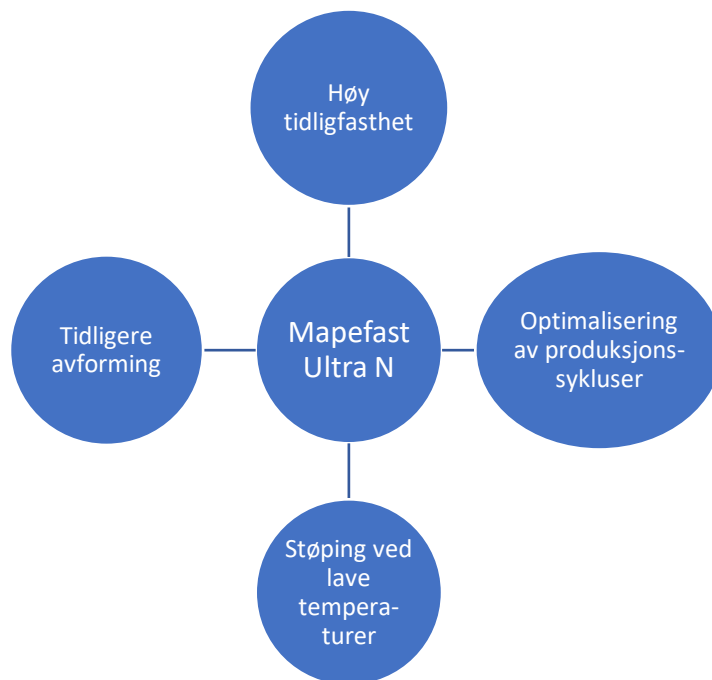 Høy
tidligfasthet
Tidligere
avforming
Mapefast
Ultra N
Optimalisering
av produksjons-
sykluser
Støping ved
lave
tempera-
turer